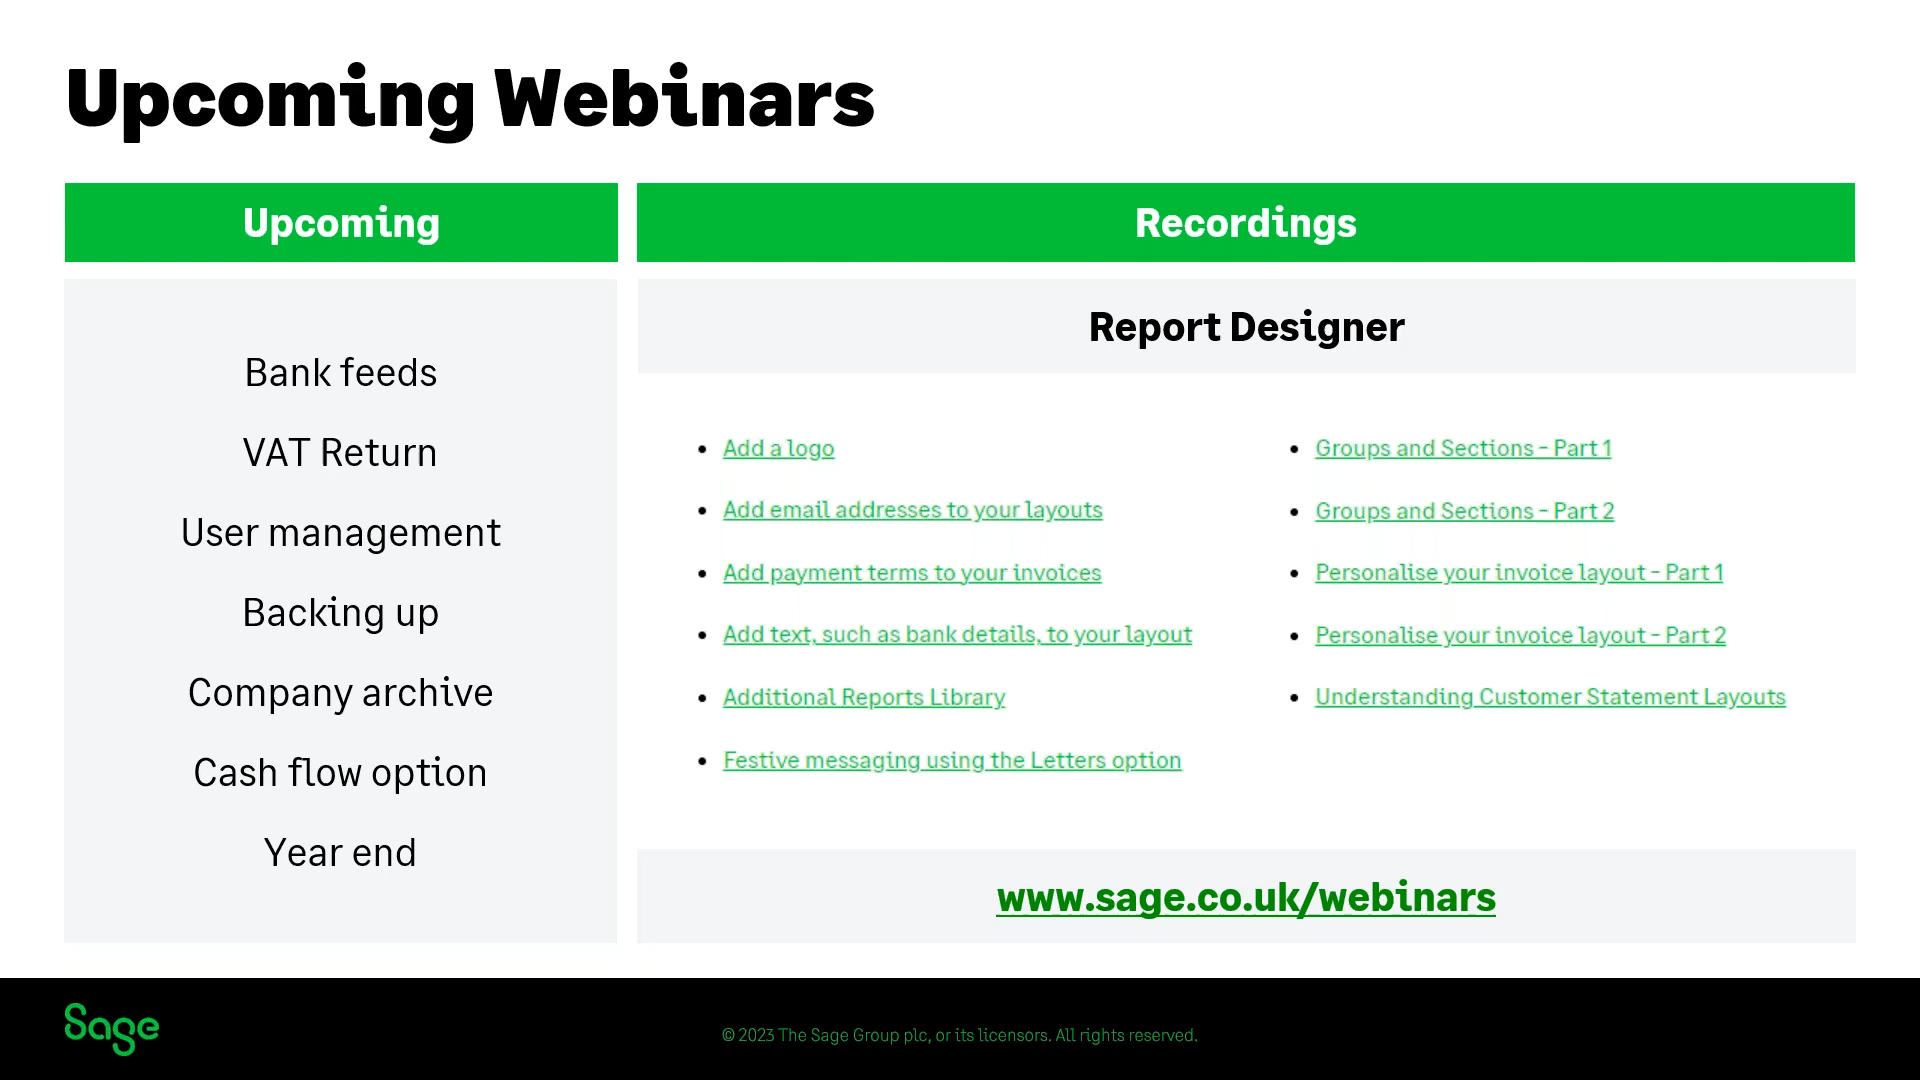 Upcoming Webinars
Upcoming
Bank feeds
VAT Return
User management
Backing up
Company archive
Cash flow option
Year end
Recordings
Report Designer
Add a logo
Add email addresses to your layouts
Add payment terms to your invoices
Add text, such as bank details, to your layout
Additional Reports Library
Festive messaging using the Letters option
Groups and Sections - Part 1
Groups and Sections - Part 2
Personalise your invoice layout - Part 1
Personalise your invoice layout - Part 2
Understanding Customer Statement Layouts
www.sage.co.uk/webinars
Sage
© 2023 The Sage Group plc, or its licensors. All rights reserved.